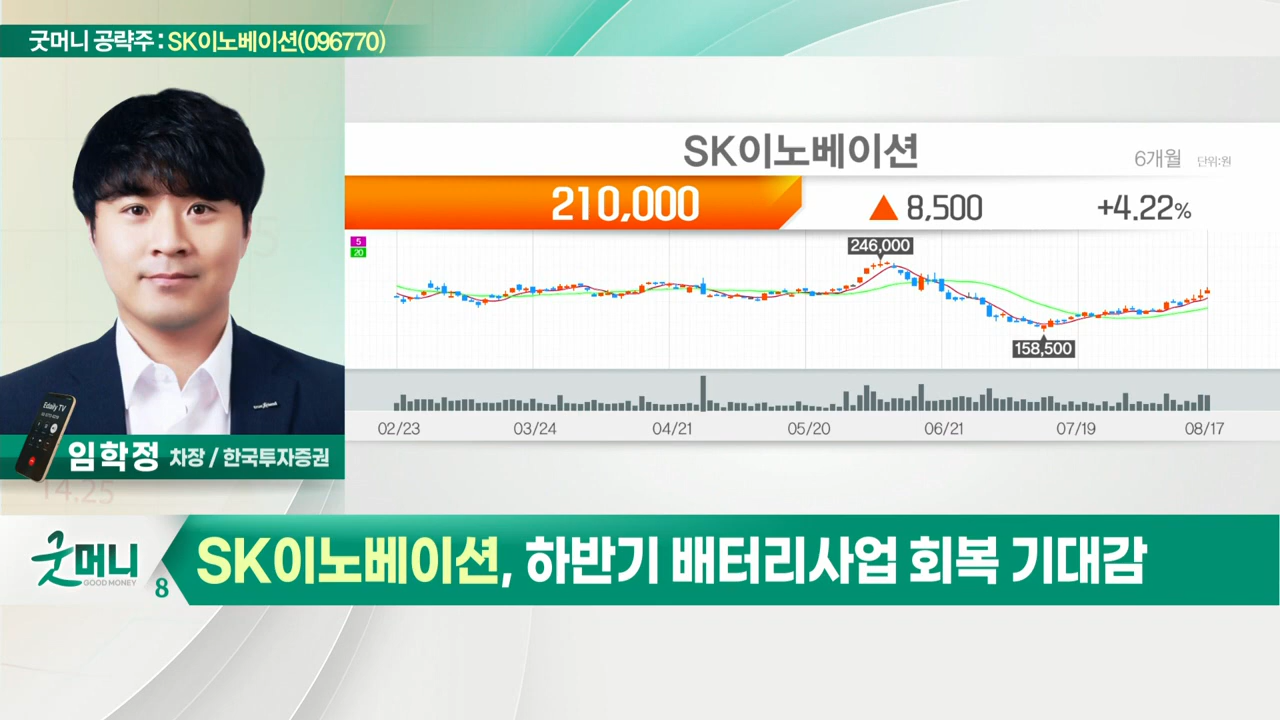 굿머니 공략주 : SK이노베이션(096770)
SK이노베이션
6개월 단위:원
210,000 ▲ 8,500 +4.22%
5
20
246,000
158,500
02/23 03/24 04/21 05/20 06/21 07/19 08/17
Edaily TV
임학정 차장 / 한국투자증권
14.25
굿머니
GOOD MONEY
8
SK이노베이션, 하반기 배터리사업 회복 기대감